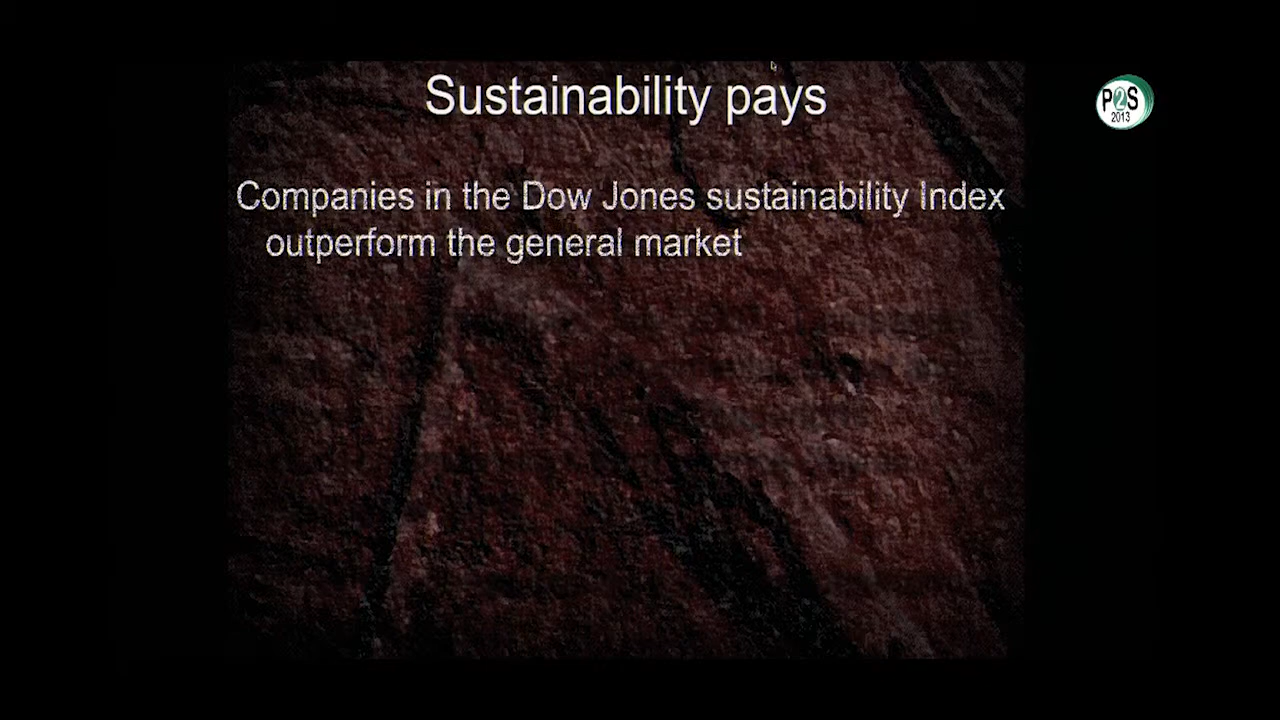 Sustainability pays
P2S
2013
Companies in the Dow Jones sustainability Index
outperform the general market